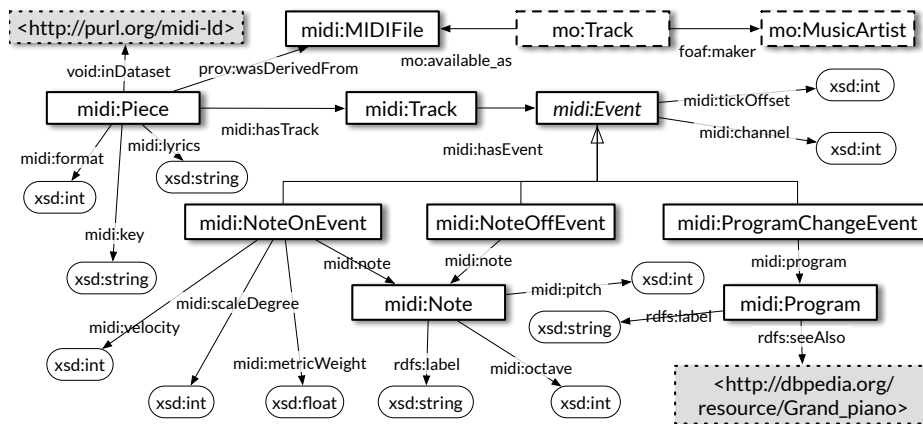 <http://purl.org/midi-ld>
midi:MIDIFile
mo:Track
mo:MusicArtist
void:inDataset
prov:wasDerivedFrom
mo:available_as
foaf:maker
midi:Piece
midi:Track
midi:Event
midi:tickOffset
xsd:int
midi:hasTrack
midi:hasEvent
midi:channel
xsd:int
midi:format
midi:lyrics
xsd:int
xsd:string
midi:key
xsd:string
midi:NoteOnEvent
midi:NoteOffEvent
midi:ProgramChangeEvent
midi:note
midi:note
midi:program
midi:scaleDegree
midi:velocity
midi:metricWeight
xsd:int
xsd:int
xsd:float
midi:Note
midi:pitch
xsd:int
midi:Program
rdfs:label
xsd:string
rdfs:seeAlso
rdfs:label
midi:octave
xsd:string
xsd:int
<http://dbpedia.org/
resource/Grand_piano>